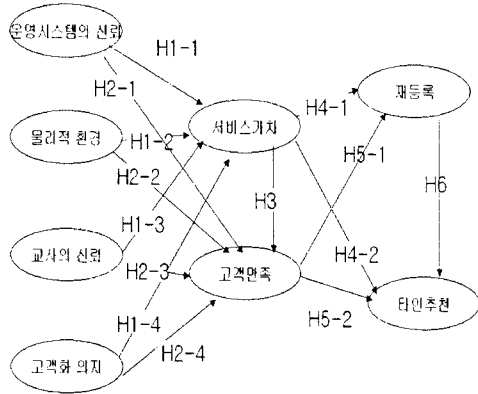 운영시스템의 신뢰
H1-1
H2-1
재등록
서비스가치
H4-1
물리적 환경
H1-2
H5-1
H2-2
H3
H6
H1-3
교사의 신뢰
H2-3
고객만족
H4-2
타인추천
H1-4
H5-2
H2-4
고객화 의지